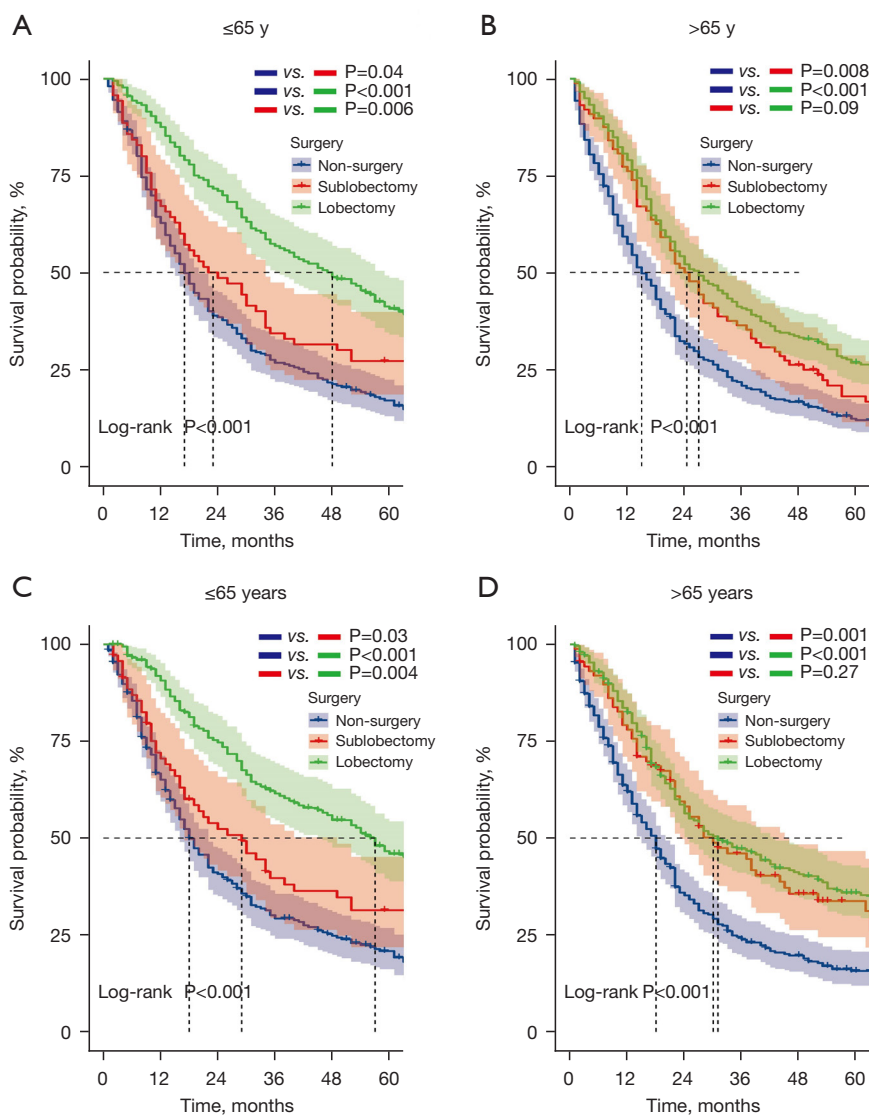 A
≤65 y
vs. P=0.04
vs. P<0.001
vs. P=0.006
Surgery
Non-surgery
Sublobectomy
Lobectomy
Survival probability, %
100
75
50
25
0
Log-rank P<0.001
0 12 24 36 48 60
Time, months
B
>65 y
vs. P=0.008
vs. P<0.001
vs. P=0.09
Surgery
Non-surgery
Sublobectomy
Lobectomy
Survival probability, %
100
75
50
25
0
Log-rank P<0.001
0 12 24 36 48 60
Time, months
C
≤65 years
vs. P=0.03
vs. P<0.001
vs. P=0.004
Surgery
Non-surgery
Sublobectomy
Lobectomy
Survival probability, %
100
75
50
25
0
Log-rank P<0.001
0 12 24 36 48 60
Time, months
D
>65 years
vs. P=0.001
vs. P<0.001
vs. P=0.27
Surgery
Non-surgery
Sublobectomy
Lobectomy
Survival probability, %
100
75
50
25
0
Log-rank P<0.001
0 12 24 36 48 60
Time, months